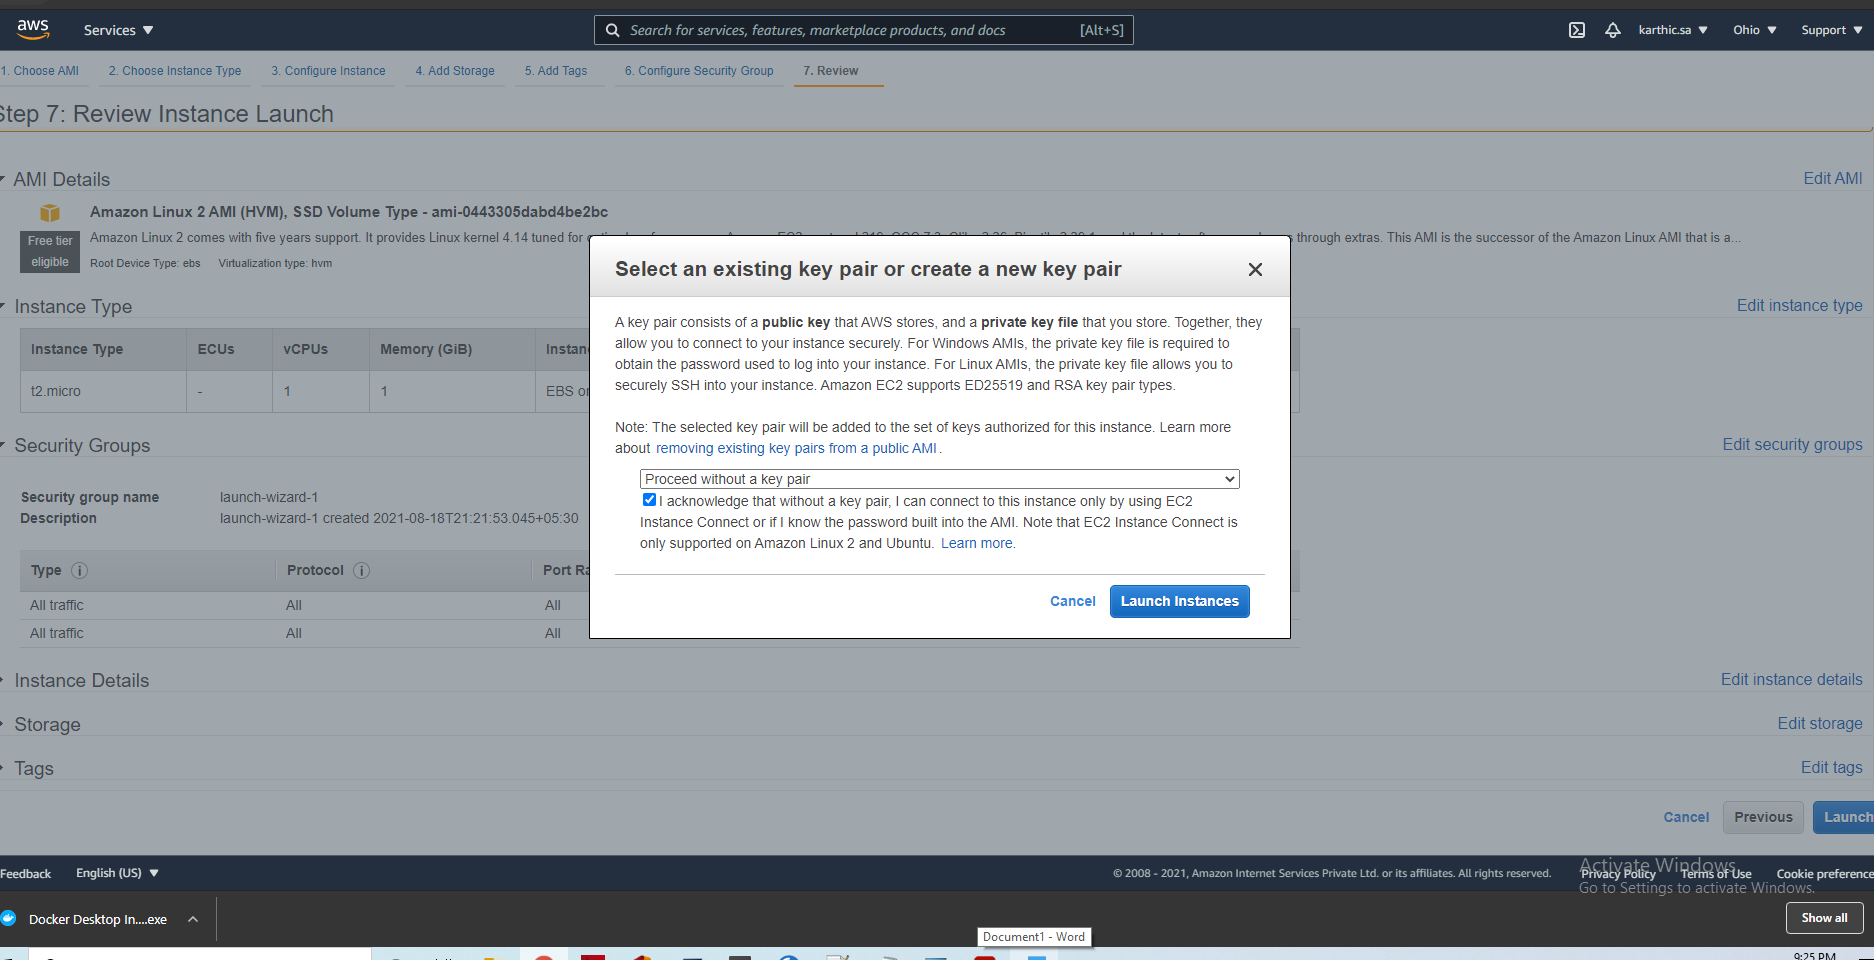 aws Services Search for services, features, marketplace products, and docs [Alt+S] karthic.sa Ohio Support
1. Choose AMI 2. Choose Instance Type 3. Configure Instance 4. Add Storage 5. Add Tags 6. Configure Security Group 7. Review
Step 7: Review Instance Launch
AMI Details Edit AMI
Amazon Linux 2 AMI (HVM), SSD Volume Type - ami-0443305dabd4be2bc
Free tier
eligible
Amazon Linux 2 comes with five years support. It provides Linux kernel 4.14 tuned for through extras. This AMI is the successor of the Amazon Linux AMI that is a...
Root Device Type: ebs Virtualization type: hvm
Instance Type Edit instance type
Instance Type ECUs vCPUs Memory (GiB) Instan
t2.micro - 1 1 EBS on
Security Groups Edit security groups
Security group name launch-wizard-1
Description launch-wizard-1 created 2021-08-18T21:21:53.045+05:30
Type Protocol Port Ra
All traffic All All
All traffic All All
Instance Details Edit instance details
Storage Edit storage
Tags Edit tags
Cancel Previous Launch
Select an existing key pair or create a new key pair
A key pair consists of a public key that AWS stores, and a private key file that you store. Together, they
allow you to connect to your instance securely. For Windows AMIs, the private key file is required to
obtain the password used to log into your instance. For Linux AMIs, the private key file allows you to
securely SSH into your instance. Amazon EC2 supports ED25519 and RSA key pair types.
Note: The selected key pair will be added to the set of keys authorized for this instance. Learn more
about removing existing key pairs from a public AMI.
Proceed without a key pair
I acknowledge that without a key pair, I can connect to this instance only by using EC2
Instance Connect or if I know the password built into the AMI. Note that EC2 Instance Connect is
only supported on Amazon Linux 2 and Ubuntu. Learn more.
Cancel Launch Instances
Feedback English (US) © 2008 - 2021, Amazon Internet Services Private Ltd. or its affiliates. All rights reserved. Privacy Policy Terms of Use Cookie preference
Activate Windows
Go to Settings to activate Windows.
Docker Desktop In....exe Show all
Document1 - Word
9:25 PM